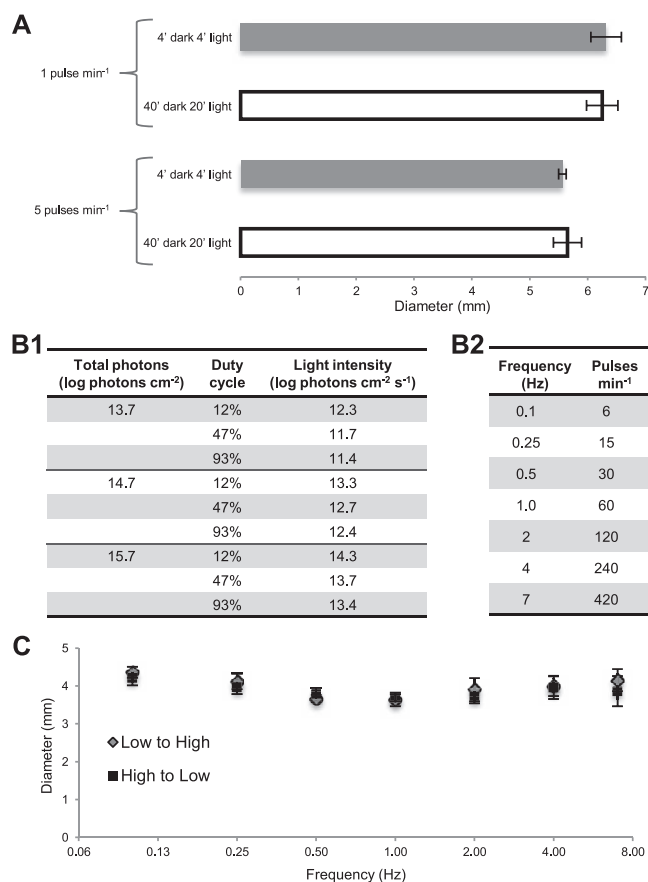 A
1 pulse min-1
4' dark 4' light
40' dark 20' light
5 pulses min-1
4' dark 4' light
40' dark 20' light
0 1 2 3 4 5 6 7
Diameter (mm)
B1
Total photons (log photons cm-2) Duty cycle Light intensity (log photons cm-2 s-1)
13.7 12% 12.3
47% 11.7
93% 11.4
14.7 12% 13.3
47% 12.7
93% 12.4
15.7 12% 14.3
47% 13.7
93% 13.4
B2
Frequency (Hz) Pulses min-1
0.1 6
0.25 15
0.5 30
1.0 60
2 120
4 240
7 420
C
Diameter (mm)
5
4
3
2
1
0
Low to High
High to Low
0.06 0.13 0.25 0.50 1.00 2.00 4.00 8.00
Frequency (Hz)